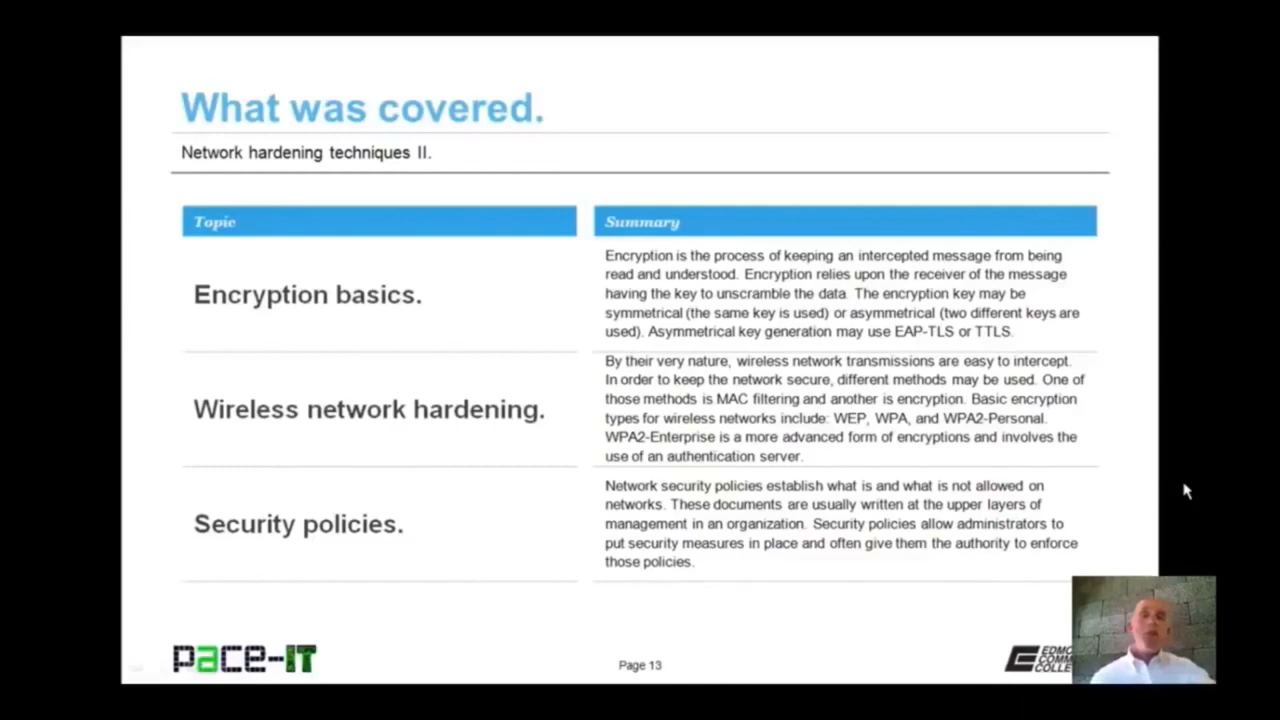 What was covered.
Network hardening techniques II.
Topic
Summary
Encryption basics.
Encryption is the process of keeping an intercepted message from being
read and understood. Encryption relies upon the receiver of the message
having the key to unscramble the data. The encryption key may be
symmetrical (the same key is used) or asymmetrical (two different keys are
used). Asymmetrical key generation may use EAP-TLS or TTLS.
Wireless network hardening.
By their very nature, wireless network transmissions are easy to intercept.
In order to keep the network secure, different methods may be used. One of
those methods is MAC filtering and another is encryption. Basic encryption
types for wireless networks include: WEP, WPA, and WPA2-Personal.
WPA2-Enterprise is a more advanced form of encryptions and involves the
use of an authentication server.
Security policies.
Network security policies establish what is and what is not allowed on
networks. These documents are usually written at the upper layers of
management in an organization. Security policies allow administrators to
put security measures in place and often give them the authority to enforce
those policies.
pace-IT
Page 13